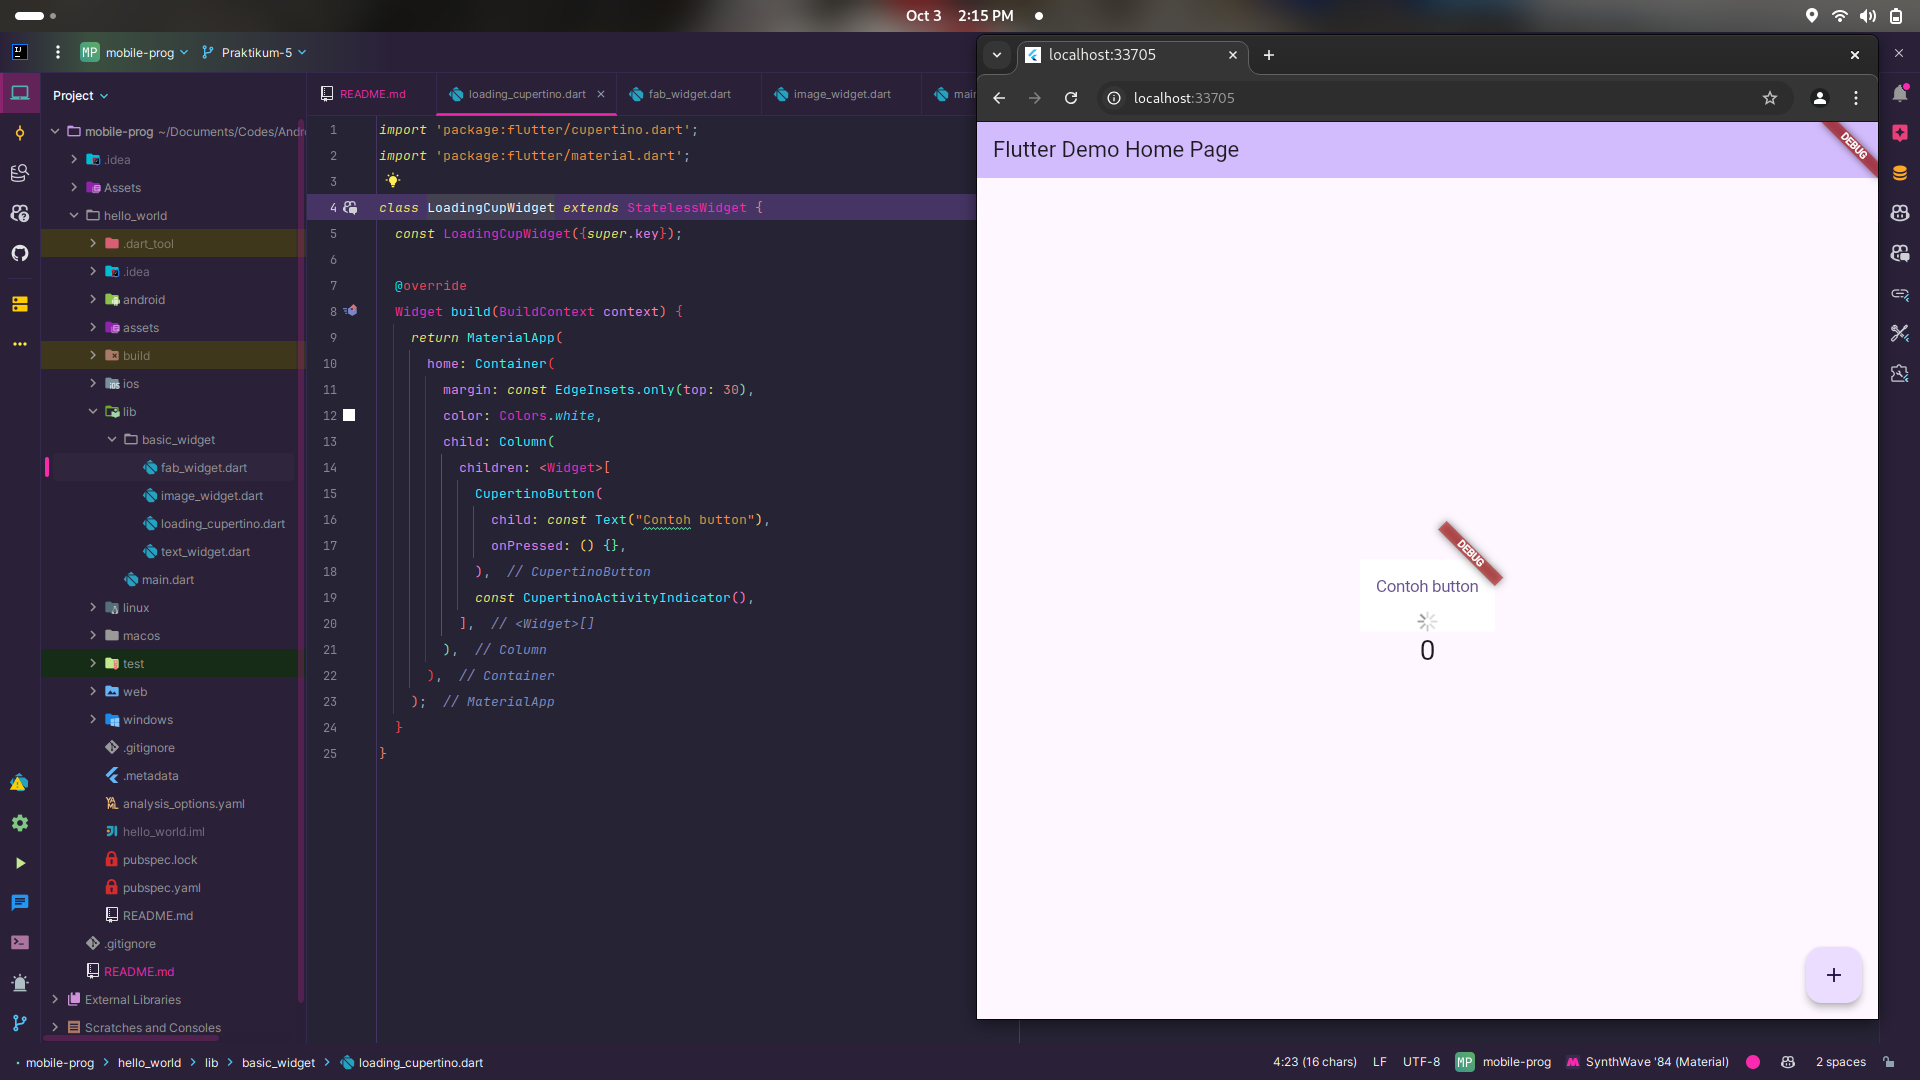 Oct 3 2:15 PM
MP mobile-prog Praktikum-5
Project
mobile-prog ~/Documents/Codes/Andr
.idea
Assets
hello_world
.dart_tool
.idea
android
assets
build
ios
lib
basic_widget
fab_widget.dart
image_widget.dart
loading_cupertino.dart
text_widget.dart
main.dart
linux
macos
test
web
windows
.gitignore
.metadata
analysis_options.yaml
hello_world.iml
pubspec.lock
pubspec.yaml
README.md
.gitignore
README.md
External Libraries
Scratches and Consoles
README.md loading_cupertino.dart fab_widget.dart image_widget.dart main
1 import 'package:flutter/cupertino.dart';
2 import 'package:flutter/material.dart';
3
4 class LoadingCupWidget extends StatelessWidget {
5 const LoadingCupWidget({super.key});
6
7 @override
8 Widget build(BuildContext context) {
9 return MaterialApp(
10 home: Container(
11 margin: const EdgeInsets.only(top: 30),
12 color: Colors.white,
13 child: Column(
14 children: <Widget>[
15 CupertinoButton(
16 child: const Text("Contoh button"),
17 onPressed: () {},
18 ), // CupertinoButton
19 const CupertinoActivityIndicator(),
20 ], // <Widget>[]
21 ), // Column
22 ), // Container
23 ); // MaterialApp
24 }
25 }
localhost:33705
localhost:33705
Flutter Demo Home Page
DEBUG
DEBUG
Contoh button
0
+
mobile-prog > hello_world > lib > basic_widget > loading_cupertino.dart
4:23 (16 chars) LF UTF-8 MP mobile-prog SynthWave '84 (Material) 2 spaces